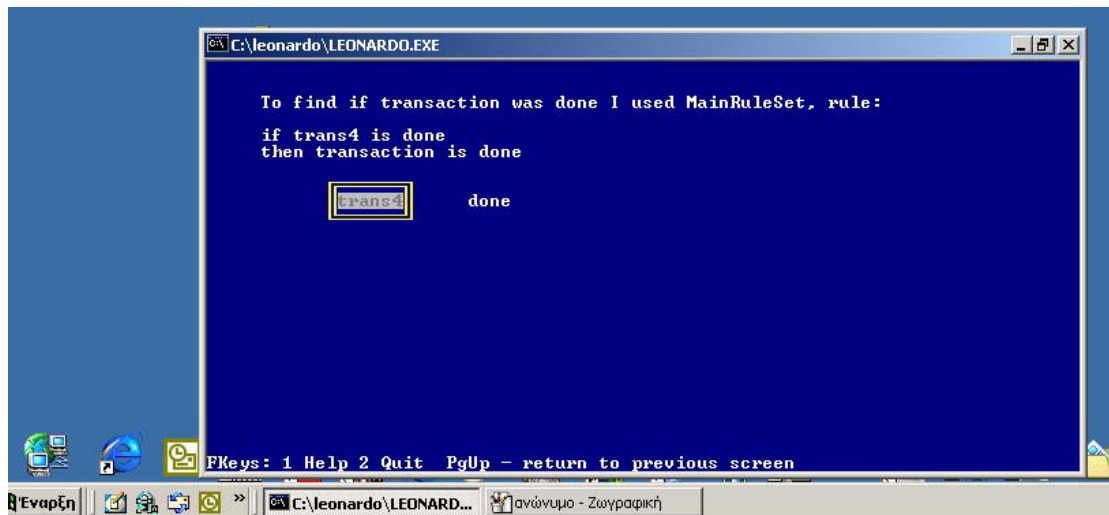 C:\leonardo\LEONARDO.EXE
To find if transaction was done I used MainRuleSet, rule:
if trans4 is done
then transaction is done
trans4 done
FKeys: 1 Help 2 Quit PgUp - return to previous screen
Έναρξη » C:\leonardo\LEONARD... ανώνυμο - Ζωγραφική